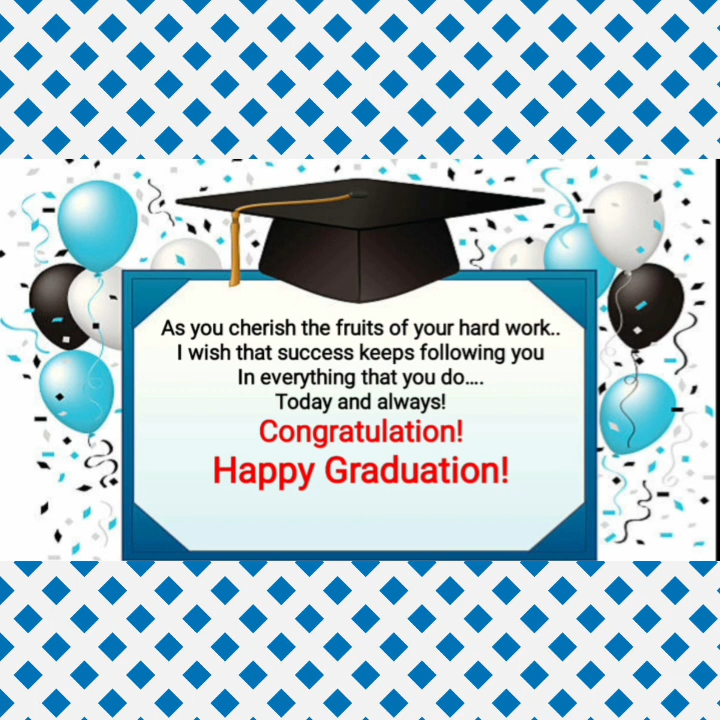 As you cherish the fruits of your hard work..
I wish that success keeps following you
In everything that you do....
Today and always!
Congratulation!
Happy Graduation!